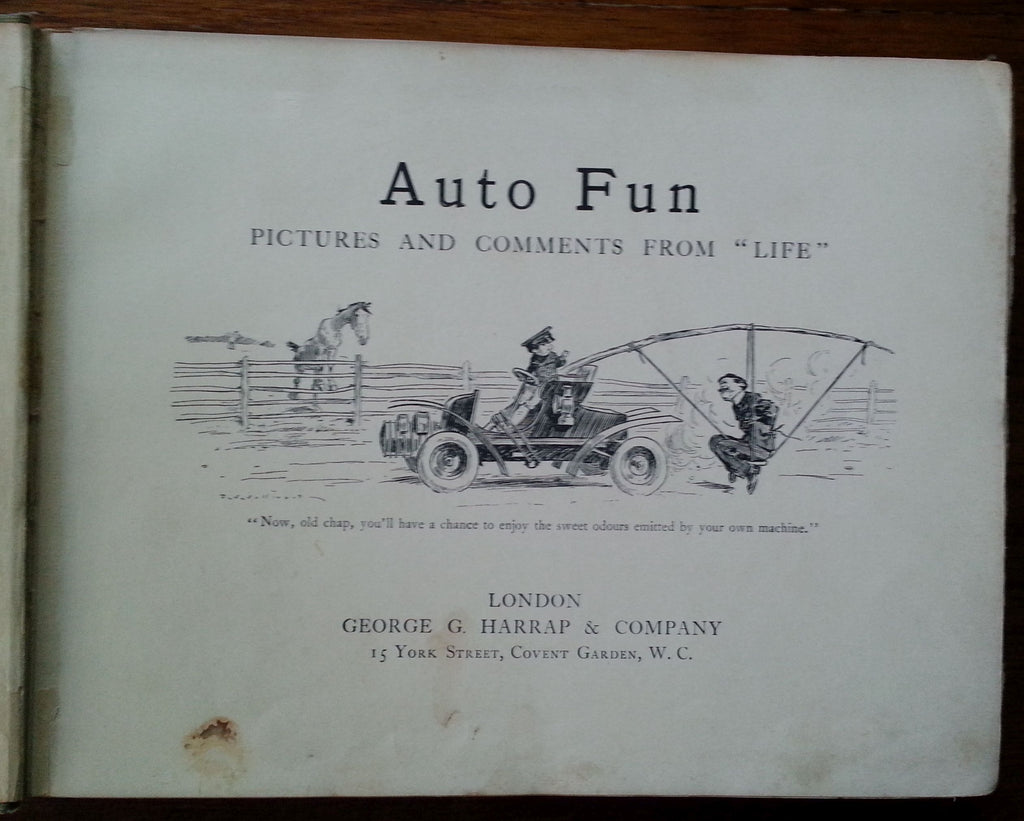 Auto Fun
PICTURES AND COMMENTS FROM “LIFE”
“Now, old chap, you'll have a chance to enjoy the sweet odours emitted by your own machine.”
LONDON
GEORGE G. HARRAP & COMPANY
15 YORK STREET, COVENT GARDEN, W. C.